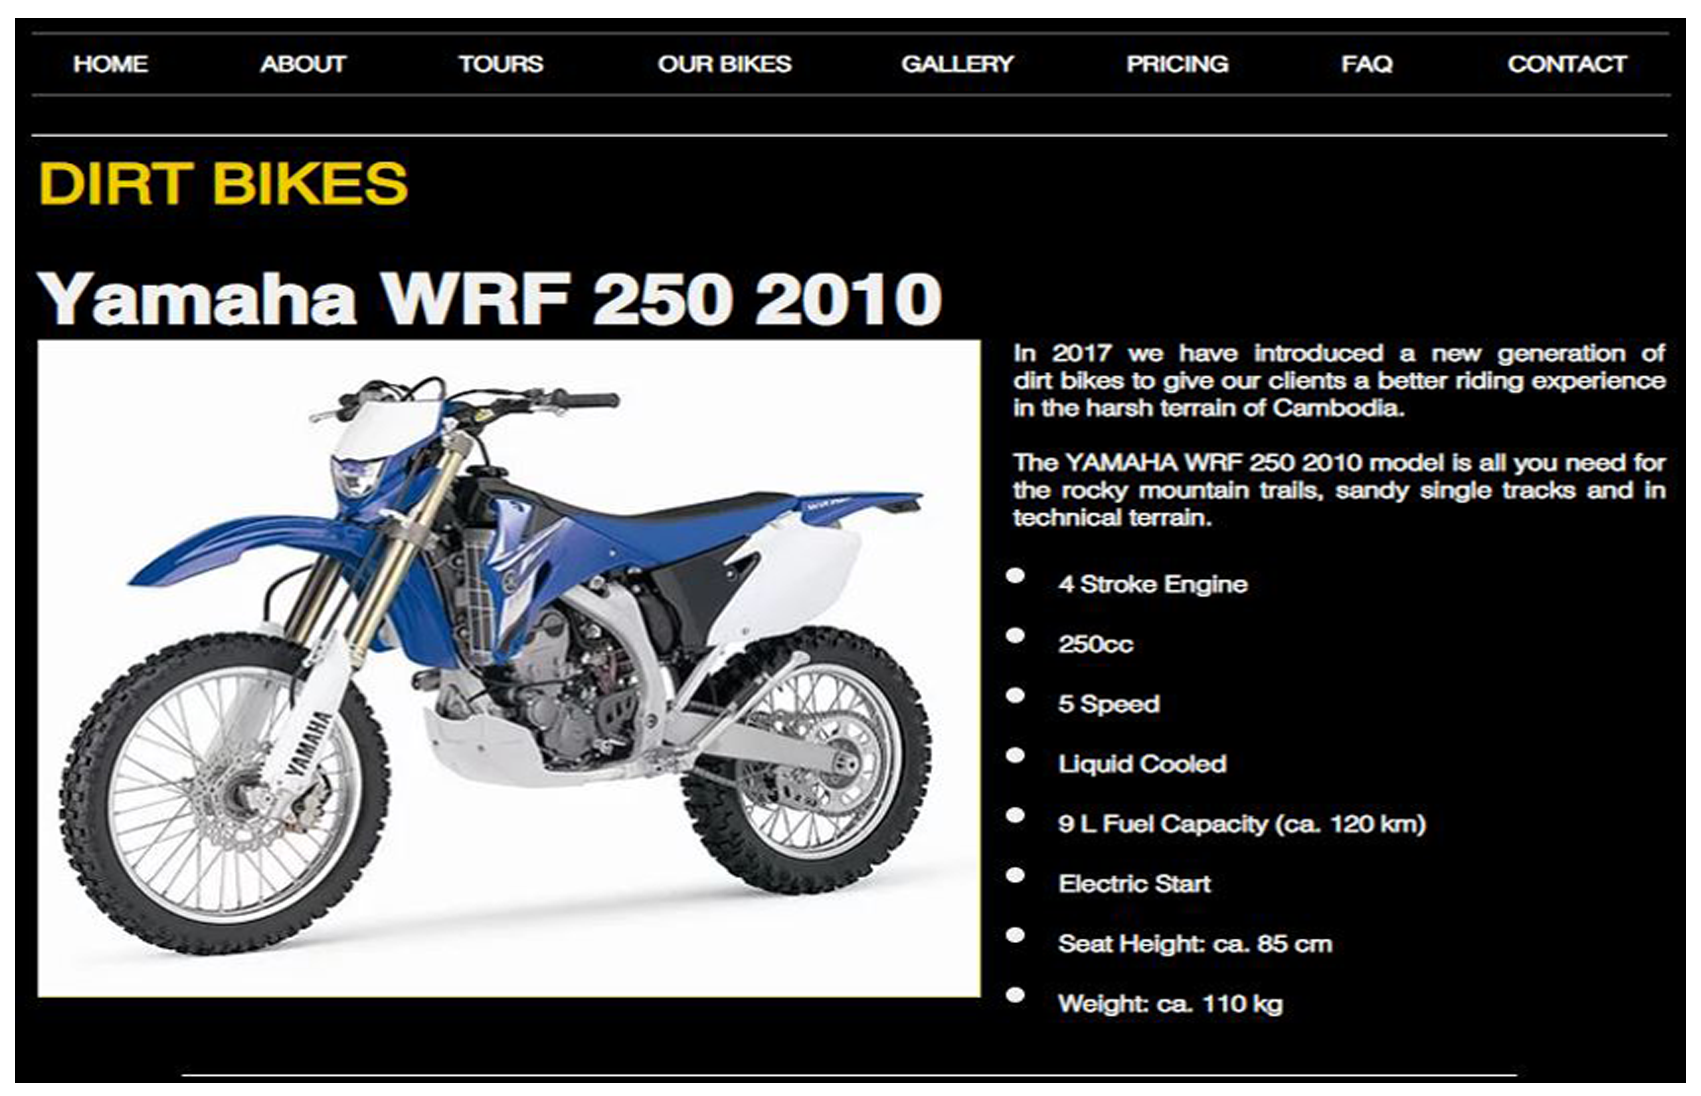 HOME ABOUT TOURS OUR BIKES GALLERY PRICING FAQ CONTACT
DIRT BIKES
Yamaha WRF 250 2010
In 2017 we have introduced a new generation of
dirt bikes to give our clients a better riding experience
in the harsh terrain of Cambodia.
The YAMAHA WRF 250 2010 model is all you need for
the rocky mountain trails, sandy single tracks and in
technical terrain.
4 Stroke Engine
250cc
5 Speed
Liquid Cooled
9 L Fuel Capacity (ca. 120 km)
Electric Start
Seat Height: ca. 85 cm
Weight: ca. 110 kg
YAMAHA